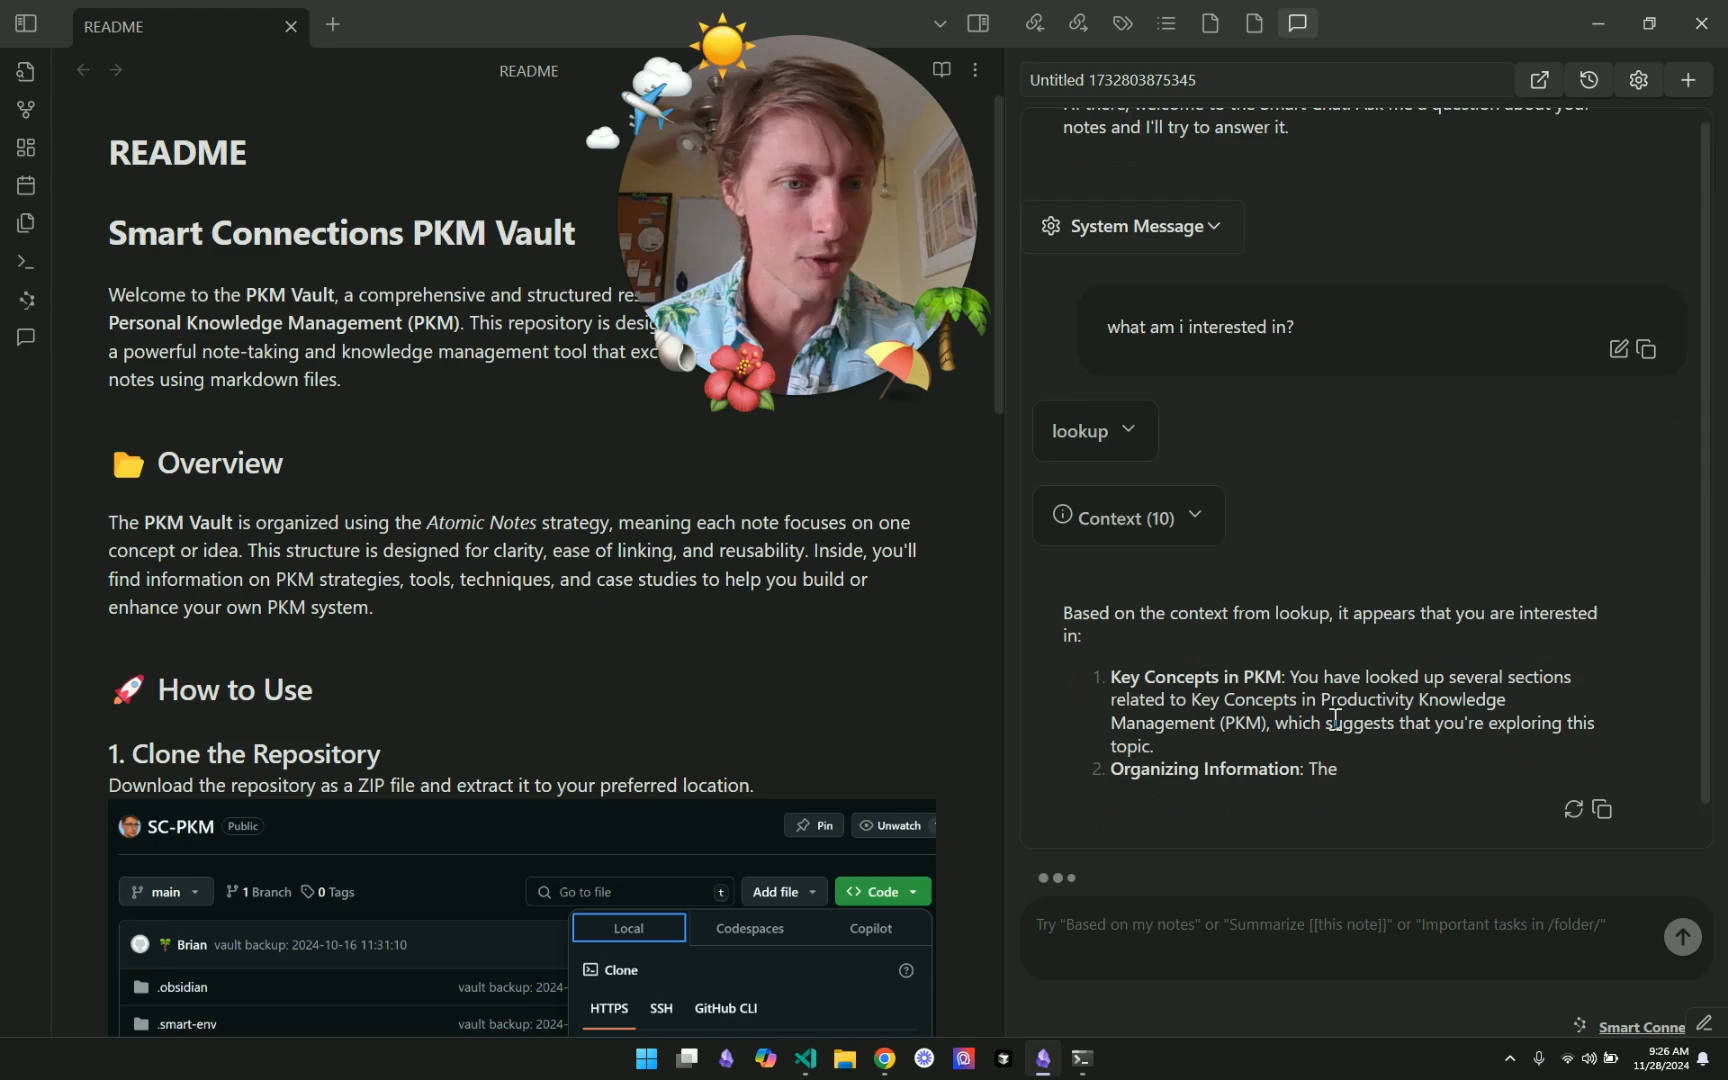 README
README
Untitled 1732803875345
notes and I'll try to answer it.
System Message
what am i interested in?
lookup
Context (10)
Based on the context from lookup, it appears that you are interested
in:
1. Key Concepts in PKM: You have looked up several sections
related to Key Concepts in Productivity Knowledge
Management (PKM), which suggests that you're exploring this
topic.
2. Organizing Information: The
Try "Based on my notes" or "Summarize [[this note]]" or "Important tasks in /folder/"
Smart Conne
README
Smart Connections PKM Vault
Welcome to the PKM Vault, a comprehensive and structured
Personal Knowledge Management (PKM). This repository is
a powerful note-taking and knowledge management tool that
notes using markdown files.
📂 Overview
The PKM Vault is organized using the Atomic Notes strategy, meaning each note focuses on one
concept or idea. This structure is designed for clarity, ease of linking, and reusability. Inside, you'll
find information on PKM strategies, tools, techniques, and case studies to help you build or
enhance your own PKM system.
🚀 How to Use
1. Clone the Repository
Download the repository as a ZIP file and extract it to your preferred location.
SC-PKM Public Pin Unwatch
main 1 Branch 0 Tags Go to file t Add file <> Code
Local Codespaces Copilot
Brian vault backup: 2024-10-16 11:31:10
Clone
.obsidian vault backup: 2024-
HTTPS SSH GitHub CLI
.smart-env vault backup: 2024-
9:26 AM
11/28/2024